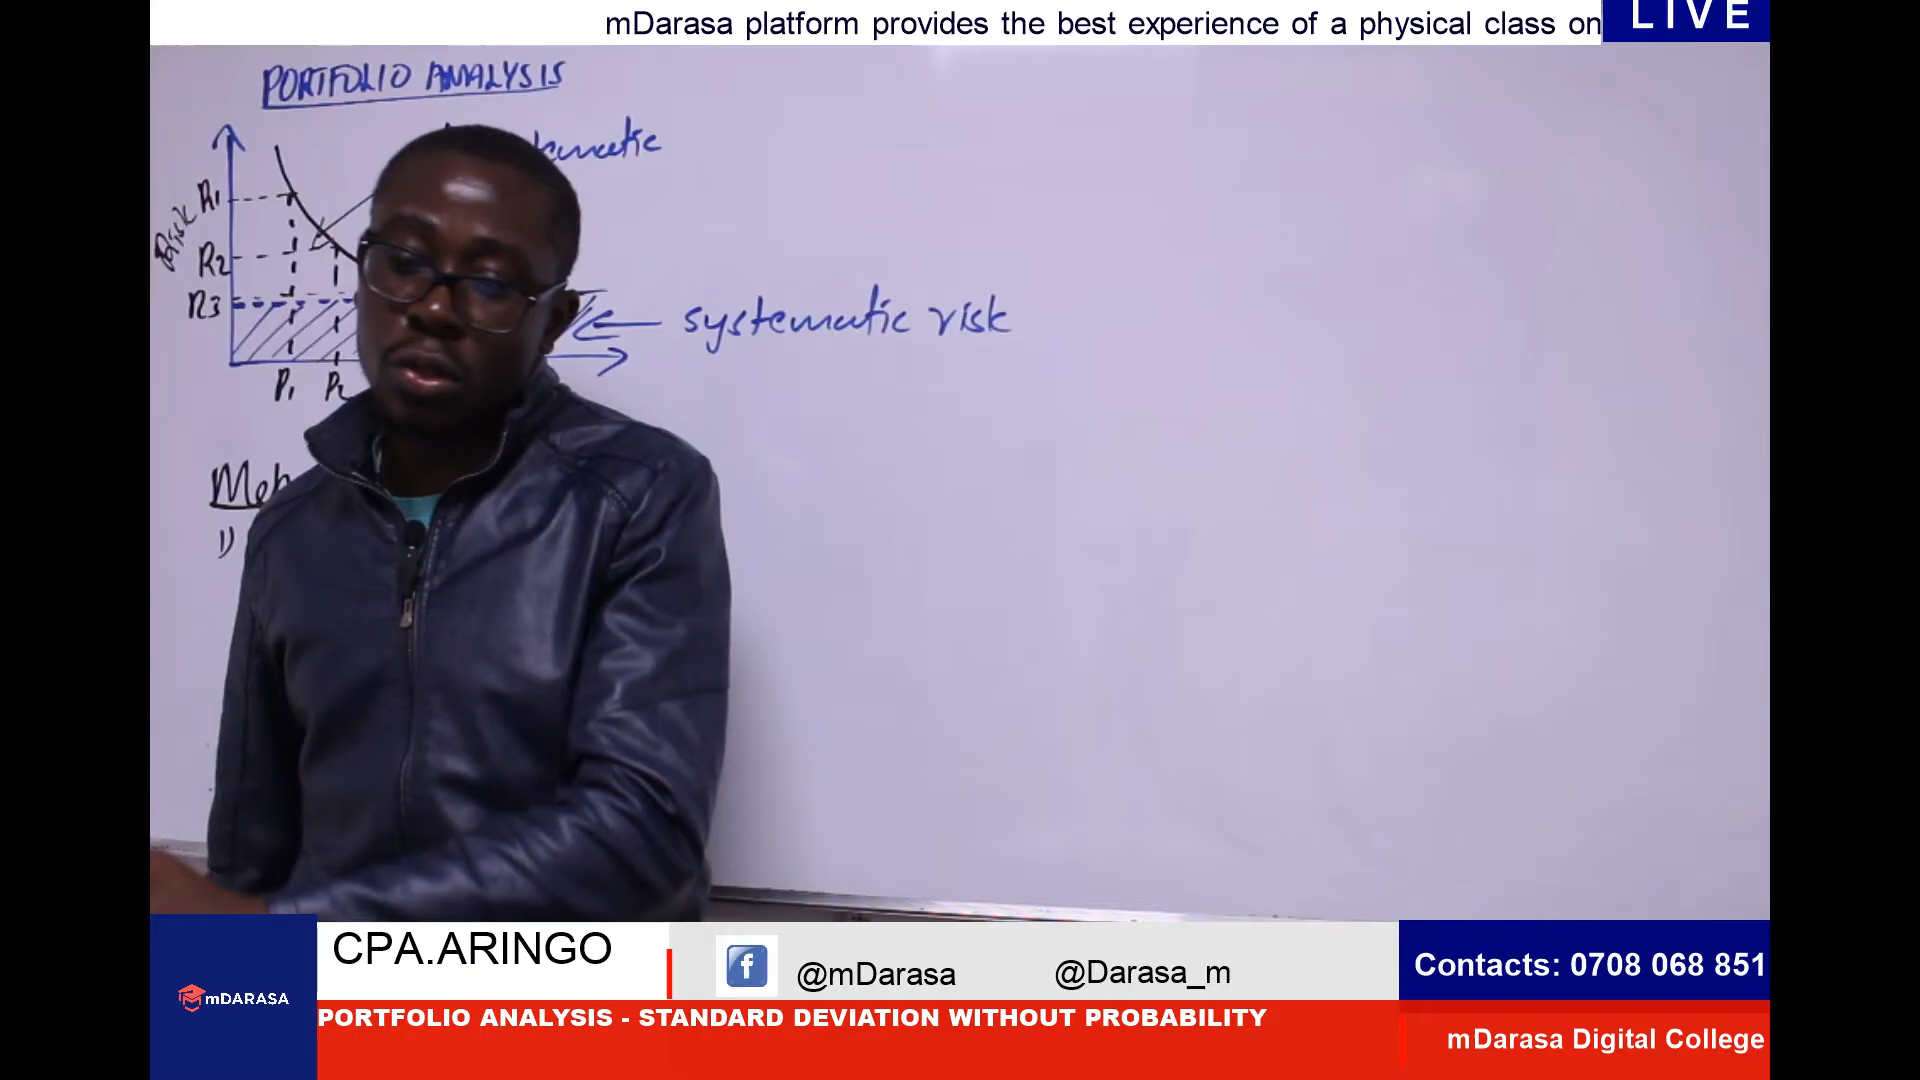 mDarasa platform provides the best experience of a physical class on
LIVE
PORTFOLIO ANALYSIS
Risk
R1
R2
R3
systematic risk
P1 P2
1)
CPA.ARINGO
@mDarasa
@Darasa_m
Contacts: 0708 068 851
mDARASA
PORTFOLIO ANALYSIS - STANDARD DEVIATION WITHOUT PROBABILITY
mDarasa Digital College